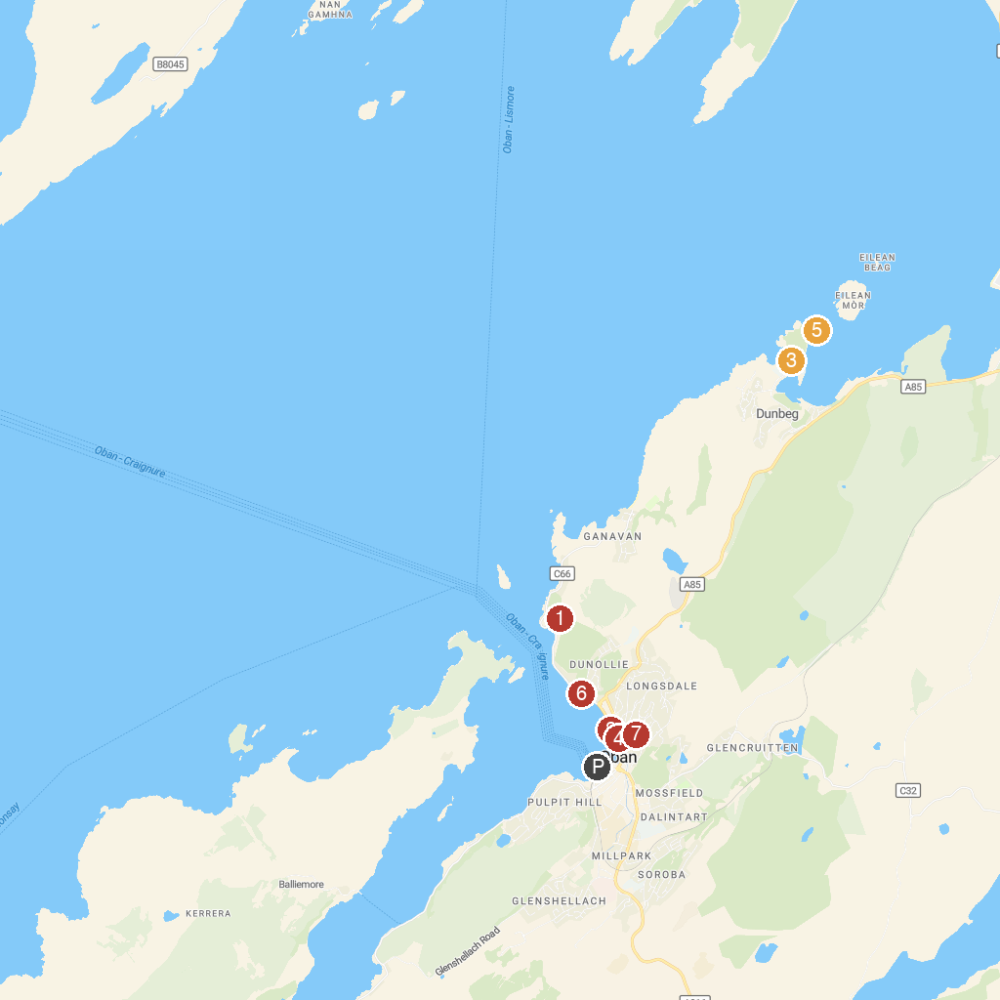 NAN
GAMHNA
B8045
Oban - Lismore
EILEAN
BEAG
EILEAN
MÒR
5
3
A85
Dunbeg
Oban - Craignure
GANAVAN
C66
A85
1
Oban - Cra ignure
DUNOLLIE
LONGSDALE
6
4
7
GLENCRUITTEN
Oban
P
MOSSFIELD
C32
PULPIT HILL
DALINTART
MILLPARK
SOROBA
Balliemore
GLENSHELLACH
KERRERA
Glenshellach Road